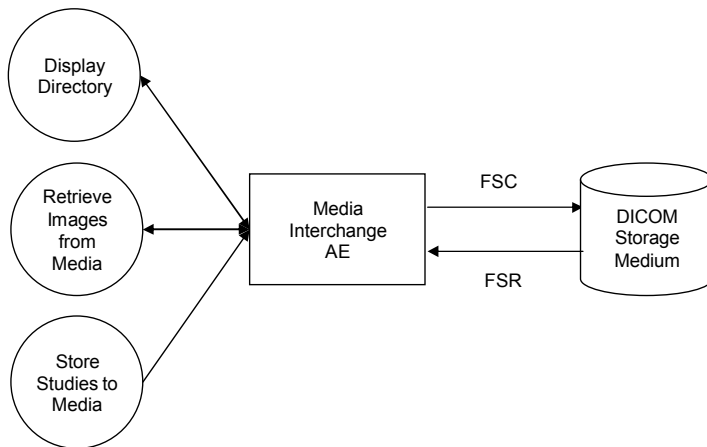 Display
Directory
Retrieve
Images
from
Media
Store
Studies to
Media
Media
Interchange
AE
FSC
FSR
DICOM
Storage
Medium